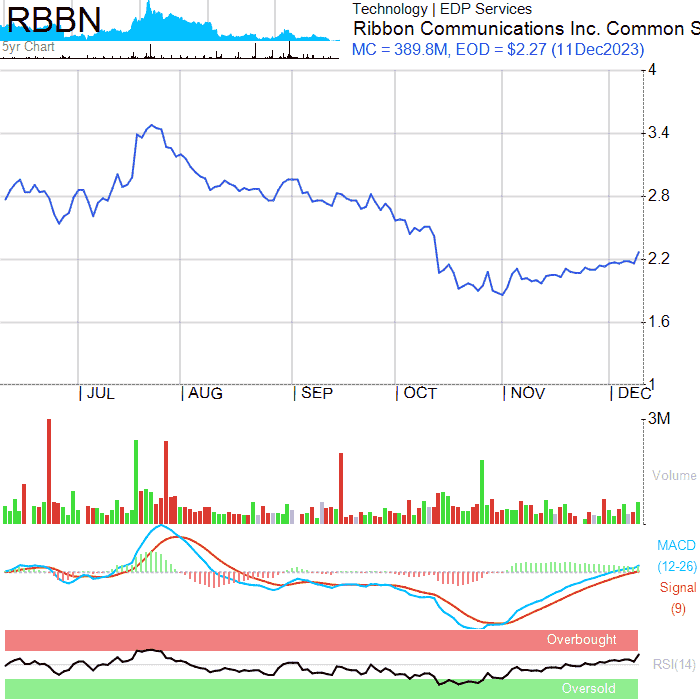 RBBN
5yr Chart
Technology | EDP Services
Ribbon Communications Inc. Common S
MC = 389.8M, EOD = $2.27 (11Dec2023)
4
3.4
2.8
2.2
1.6
1
JUL AUG SEP OCT NOV DEC
3M
Volume
MACD
(12-26)
Signal
(9)
Overbought
RSI(14)
Oversold